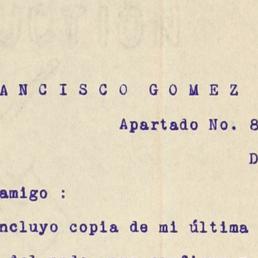 ANCISCO GOMEZ
Apartado No. 8
D
amigo :
ncluyo copia de mi última